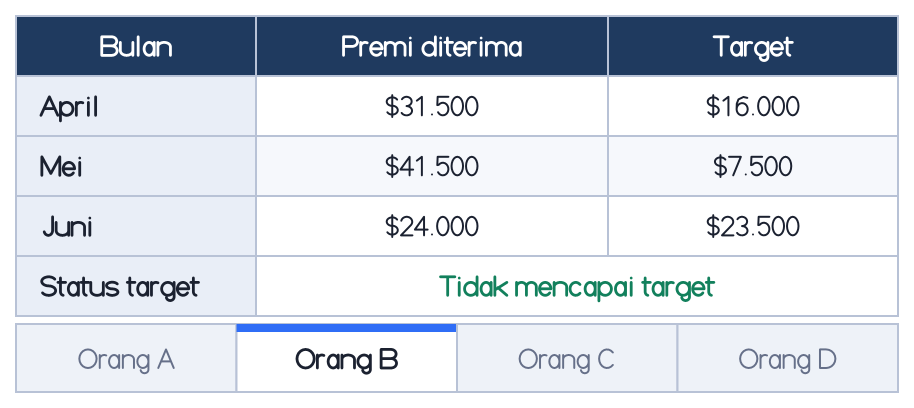 Bulan Premi diterima Target
April $31.500 $16.000
Mei $41.500 $7.500
Juni $24.000 $23.500
Status target Tidak mencapai target
Orang A Orang B Orang C Orang D